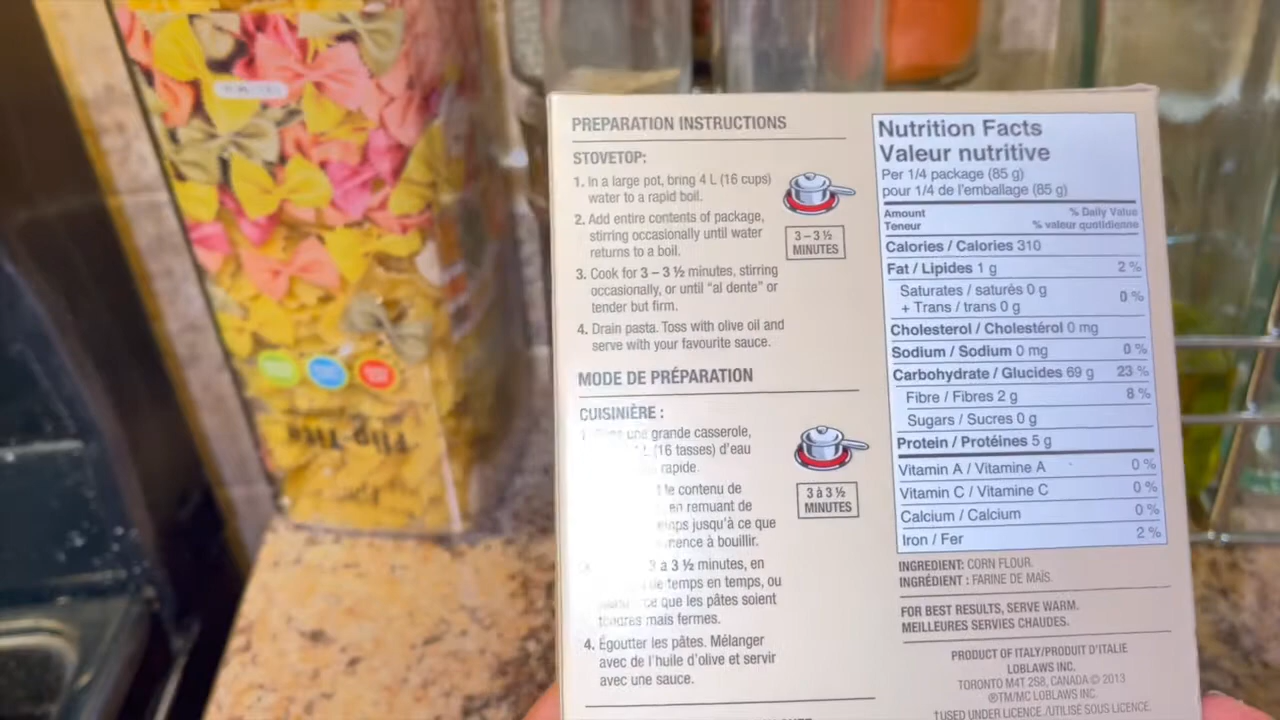 PREPARATION INSTRUCTIONS
STOVETOP:
1. In a large pot, bring 4 L (16 cups)
water to a rapid boil.
2. Add entire contents of package,
stirring occasionally until water
returns to a boil.
3. Cook for 3 – 3 ½ minutes, stirring
occasionally, or until "al dente" or
tender but firm.
4. Drain pasta. Toss with olive oil and
serve with your favourite sauce.
3 – 3 ½
MINUTES
MODE DE PRÉPARATION
CUISINIÈRE :
une grande casserole,
L (16 tasses) d'eau
rapide.
le contenu de
en remuant de
jusqu'à ce que
à bouillir.
3 à 3 ½ minutes, en
de temps en temps, ou
ce que les pâtes soient
tendres mais fermes.
4. Égoutter les pâtes. Mélanger
avec de l'huile d'olive et servir
avec une sauce.
3 à 3 ½
MINUTES
Nutrition Facts
Valeur nutritive
Per 1/4 package (85 g)
pour 1/4 de l'emballage (85 g)
Amount % Daily Value
Teneur % valeur quotidienne
Calories / Calories 310
Fat / Lipides 1 g 2 %
Saturates / saturés 0 g
+ Trans / trans 0 g 0 %
Cholesterol / Cholestérol 0 mg
Sodium / Sodium 0 mg 0 %
Carbohydrate / Glucides 69 g 23 %
Fibre / Fibres 2 g 8 %
Sugars / Sucres 0 g
Protein / Protéines 5 g
Vitamin A / Vitamine A 0 %
Vitamin C / Vitamine C 0 %
Calcium / Calcium 0 %
Iron / Fer 2 %
INGREDIENT: CORN FLOUR.
INGRÉDIENT : FARINE DE MAÏS.
FOR BEST RESULTS, SERVE WARM.
MEILLEURES SERVIES CHAUDES.
PRODUCT OF ITALY/PRODUIT D'ITALIE
LOBLAWS INC.
TORONTO M4T 2S8, CANADA © 2013
®TM/MC LOBLAWS INC.
†USED UNDER LICENCE./UTILISÉ SOUS LICENCE.